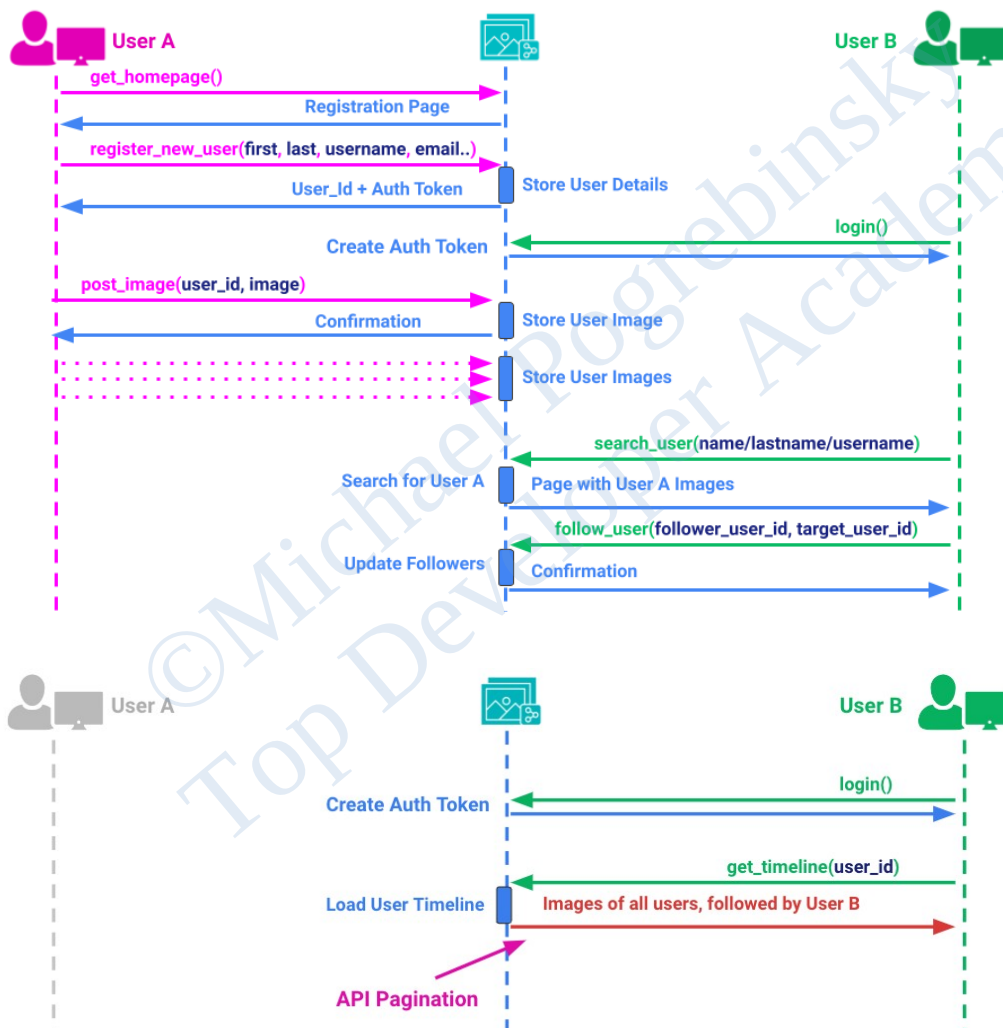 User A
User B
get_homepage()
Registration Page
register_new_user(first, last, username, email..)
Store User Details
User_Id + Auth Token
login()
Create Auth Token
post_image(user_id, image)
Confirmation
Store User Image
Store User Images
search_user(name/lastname/username)
Search for User A
Page with User A Images
follow_user(follower_user_id, target_user_id)
Update Followers
Confirmation
©Michael Pogrebinsky
Top Developer Academ
User A
User B
login()
Create Auth Token
get_timeline(user_id)
Load User Timeline
Images of all users, followed by User B
API Pagination